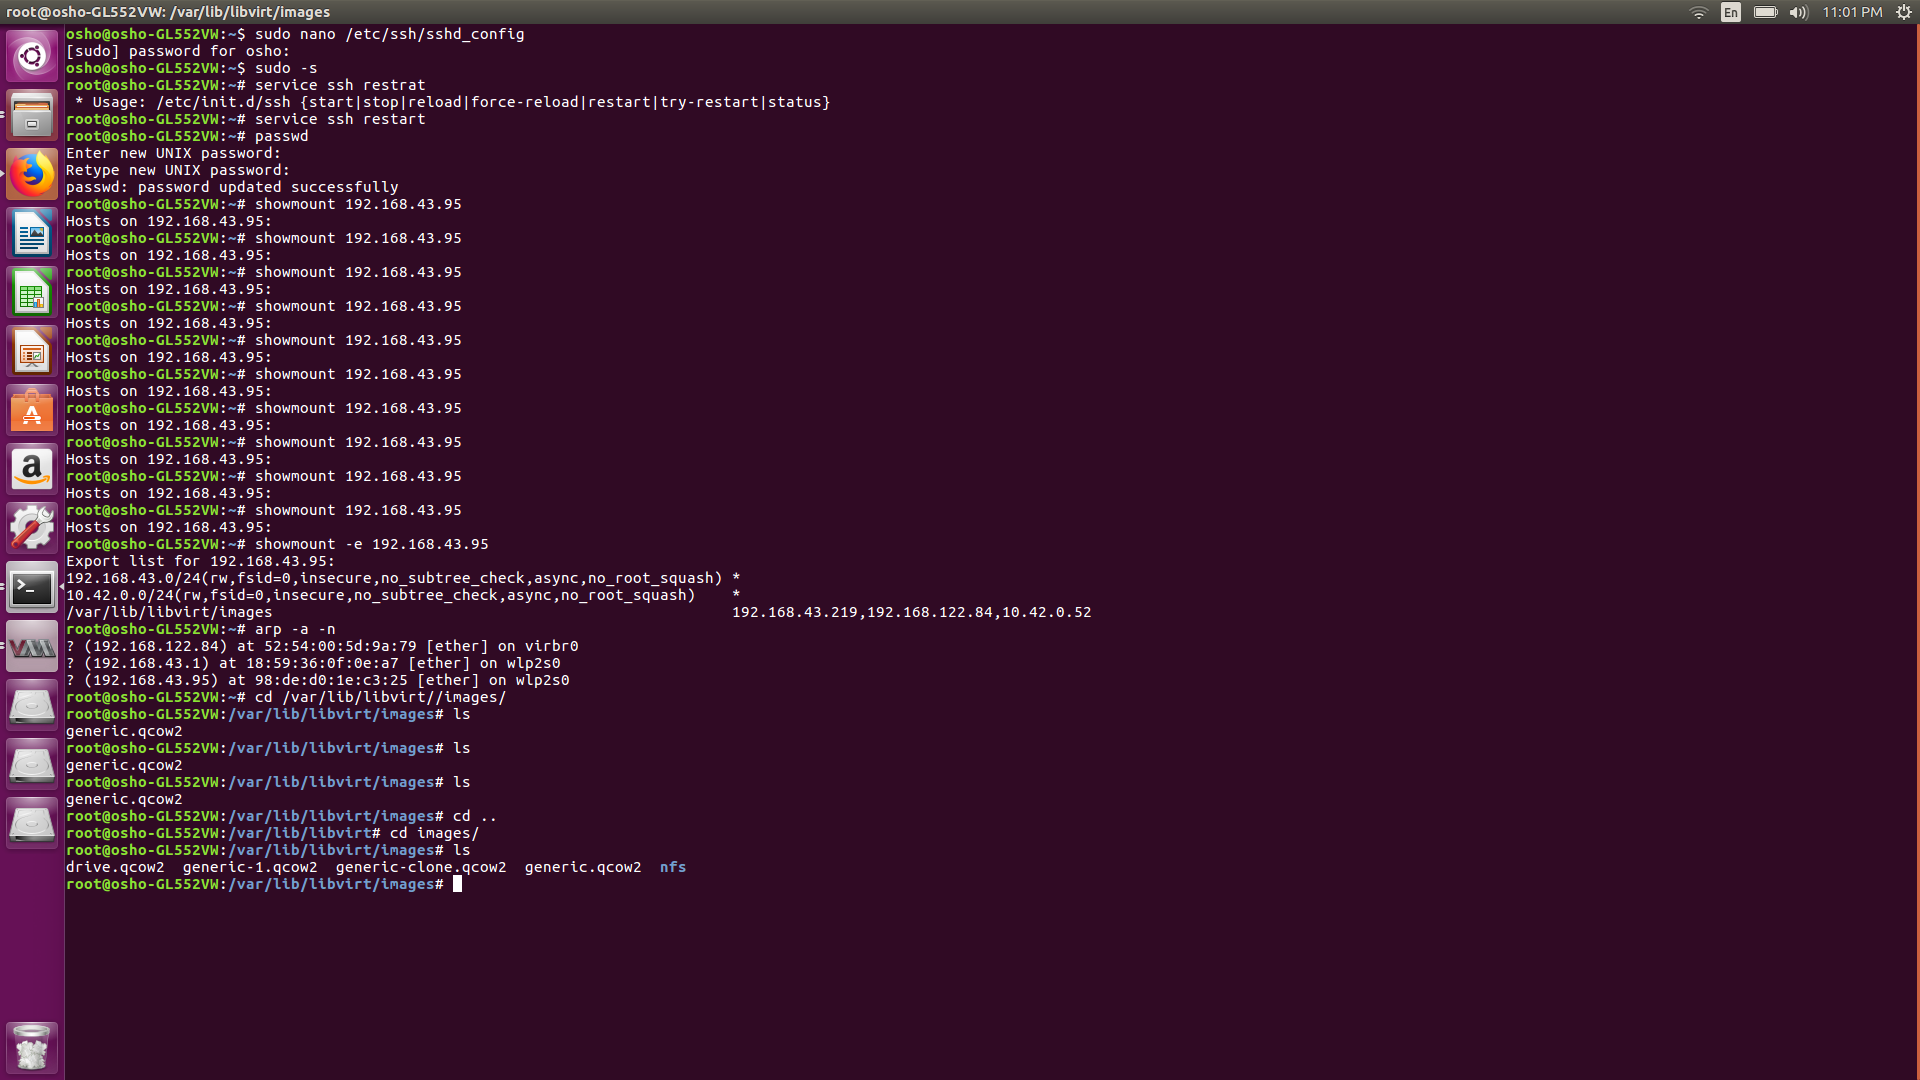 root@osho-GL552VW: /var/lib/libvirt/images
En
11:01 PM
osho@osho-GL552VW:~$ sudo nano /etc/ssh/sshd_config
[sudo] password for osho:
osho@osho-GL552VW:~$ sudo -s
root@osho-GL552VW:~# service ssh restrat
 * Usage: /etc/init.d/ssh {start|stop|reload|force-reload|restart|try-restart|status}
root@osho-GL552VW:~# service ssh restart
root@osho-GL552VW:~# passwd
Enter new UNIX password:
Retype new UNIX password:
passwd: password updated successfully
root@osho-GL552VW:~# showmount 192.168.43.95
Hosts on 192.168.43.95:
root@osho-GL552VW:~# showmount 192.168.43.95
Hosts on 192.168.43.95:
root@osho-GL552VW:~# showmount 192.168.43.95
Hosts on 192.168.43.95:
root@osho-GL552VW:~# showmount 192.168.43.95
Hosts on 192.168.43.95:
root@osho-GL552VW:~# showmount 192.168.43.95
Hosts on 192.168.43.95:
root@osho-GL552VW:~# showmount 192.168.43.95
Hosts on 192.168.43.95:
root@osho-GL552VW:~# showmount 192.168.43.95
Hosts on 192.168.43.95:
root@osho-GL552VW:~# showmount 192.168.43.95
Hosts on 192.168.43.95:
root@osho-GL552VW:~# showmount 192.168.43.95
Hosts on 192.168.43.95:
root@osho-GL552VW:~# showmount 192.168.43.95
Hosts on 192.168.43.95:
root@osho-GL552VW:~# showmount -e 192.168.43.95
Export list for 192.168.43.95:
192.168.43.0/24(rw,fsid=0,insecure,no_subtree_check,async,no_root_squash) *
10.42.0.0/24(rw,fsid=0,insecure,no_subtree_check,async,no_root_squash)    *
/var/lib/libvirt/images                                                   192.168.43.219,192.168.122.84,10.42.0.52
root@osho-GL552VW:~# arp -a -n
? (192.168.122.84) at 52:54:00:5d:9a:79 [ether] on virbr0
? (192.168.43.1) at 18:59:36:0f:0e:a7 [ether] on wlp2s0
? (192.168.43.95) at 98:de:d0:1e:c3:25 [ether] on wlp2s0
root@osho-GL552VW:~# cd /var/lib/libvirt//images/
root@osho-GL552VW:/var/lib/libvirt/images# ls
generic.qcow2
root@osho-GL552VW:/var/lib/libvirt/images# ls
generic.qcow2
root@osho-GL552VW:/var/lib/libvirt/images# ls
generic.qcow2
root@osho-GL552VW:/var/lib/libvirt/images# cd ..
root@osho-GL552VW:/var/lib/libvirt# cd images/
root@osho-GL552VW:/var/lib/libvirt/images# ls
drive.qcow2  generic-1.qcow2  generic-clone.qcow2  generic.qcow2  nfs
root@osho-GL552VW:/var/lib/libvirt/images#